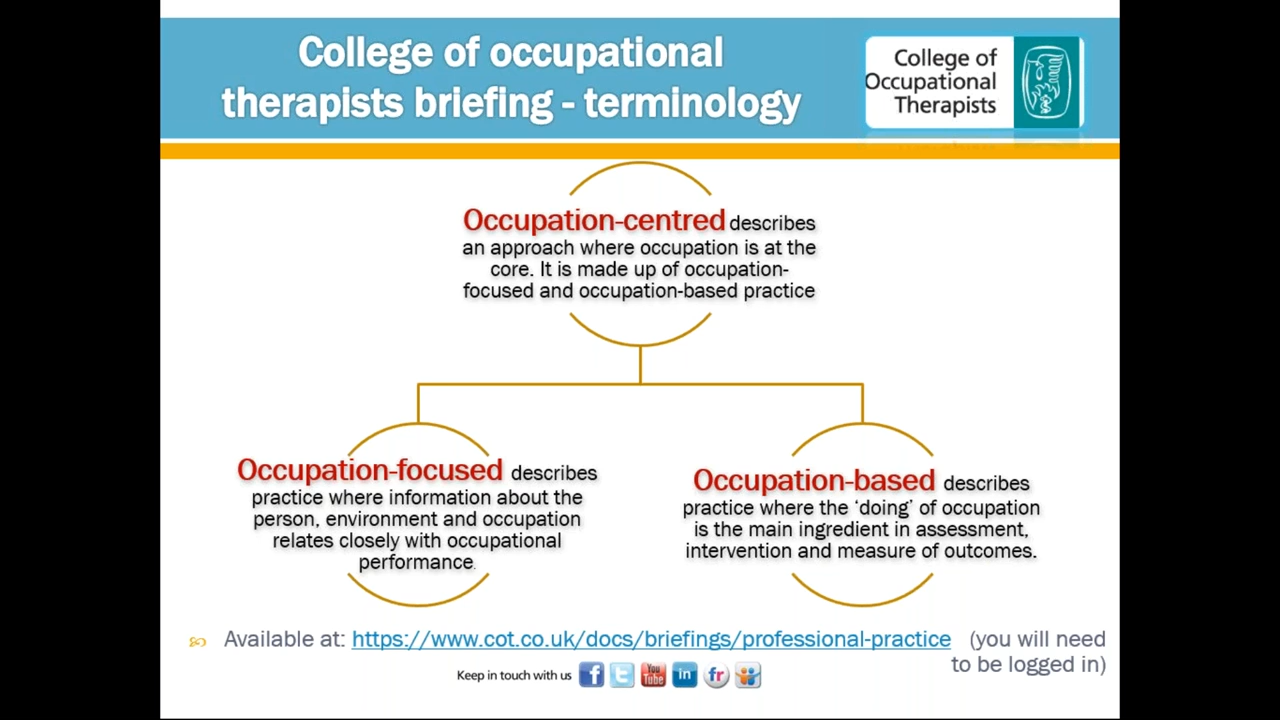 College of occupational
therapists briefing - terminology
College of
Occupational
Therapists
Occupation-centred describes
an approach where occupation is at the
core. It is made up of occupation-
focused and occupation-based practice
Occupation-focused describes
practice where information about the
person, environment and occupation
relates closely with occupational
performance.
Occupation-based describes
practice where the ‘doing’ of occupation
is the main ingredient in assessment,
intervention and measure of outcomes.
Available at: https://www.cot.co.uk/docs/briefings/professional-practice (you will need
to be logged in)
Keep in touch with us f t You Tube in fr